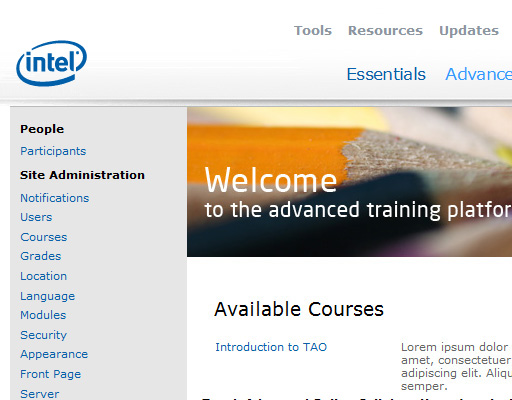 Tools Resources Updates
intel
Essentials Advance
People
Participants
Site Administration
Notifications
Users
Courses
Grades
Location
Language
Modules
Security
Appearance
Front Page
Server
Welcome
to the advanced training platfor
Available Courses
Introduction to TAO
Lorem ipsum dolor
amet, consectetuer
adipiscing elit. Aliqu
semper.